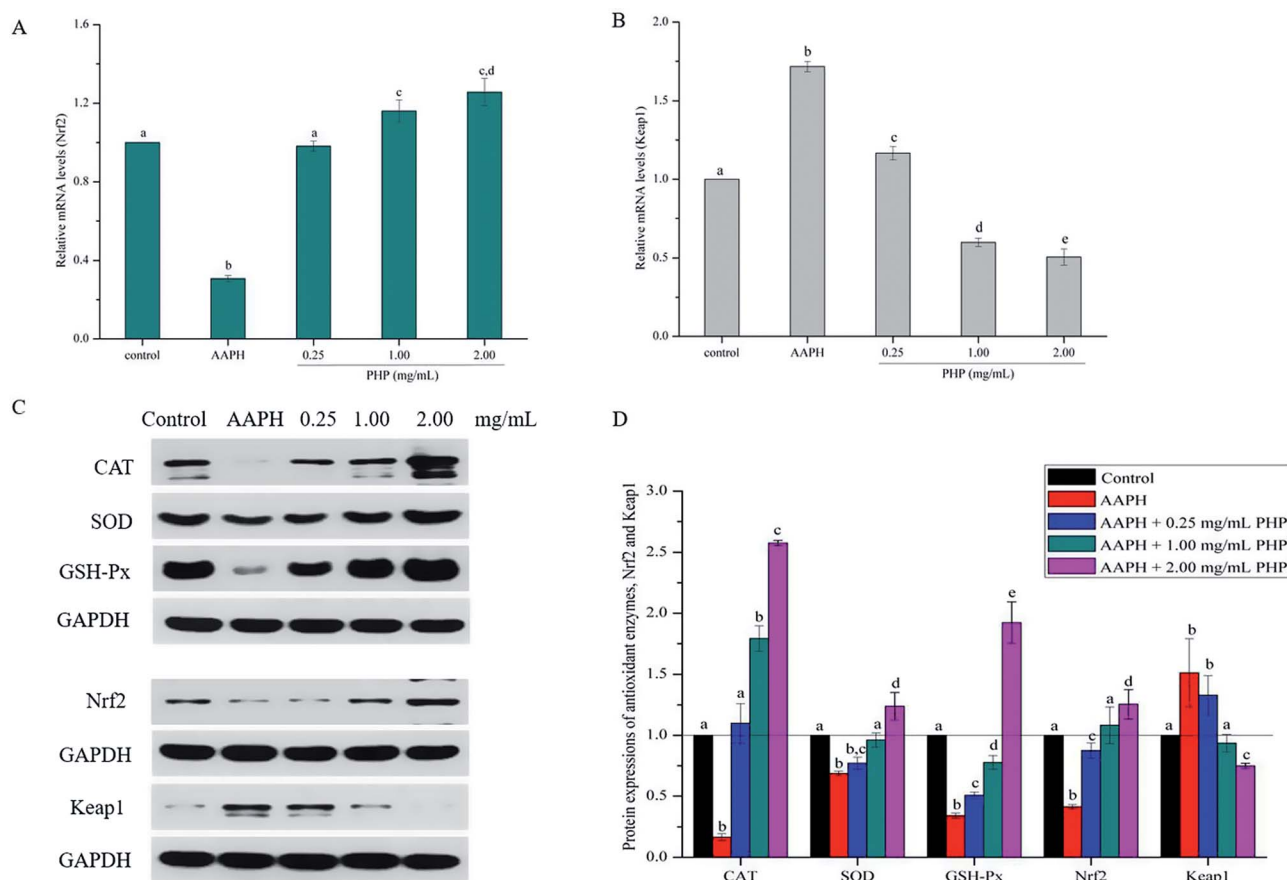 A
Relative mRNA levels (Nrf2)
1.6
1.2
0.8
0.4
0.0
a
b
a
c
c,d
control
AAPH
0.25
1.00
2.00
PHP (mg/mL)
B
Relative mRNA levels (Keap1)
2.0
1.5
1.0
0.5
0.0
a
b
c
d
e
control
AAPH
0.25
1.00
2.00
PHP (mg/mL)
C
Control AAPH 0.25 1.00 2.00 mg/mL
CAT
SOD
GSH-Px
GAPDH
Nrf2
GAPDH
Keap1
GAPDH
D
Protein expressions of antioxidant enzymes, Nrf2 and Keap1
3.0
2.5
2.0
1.5
1.0
0.5
0.0
Control
AAPH
AAPH + 0.25 mg/mL PHP
AAPH + 1.00 mg/mL PHP
AAPH + 2.00 mg/mL PHP
a b a b c
a b b,c a d
a b c d e
a b c a d
a b b a c
CAT SOD GSH-Px Nrf2 Keap1